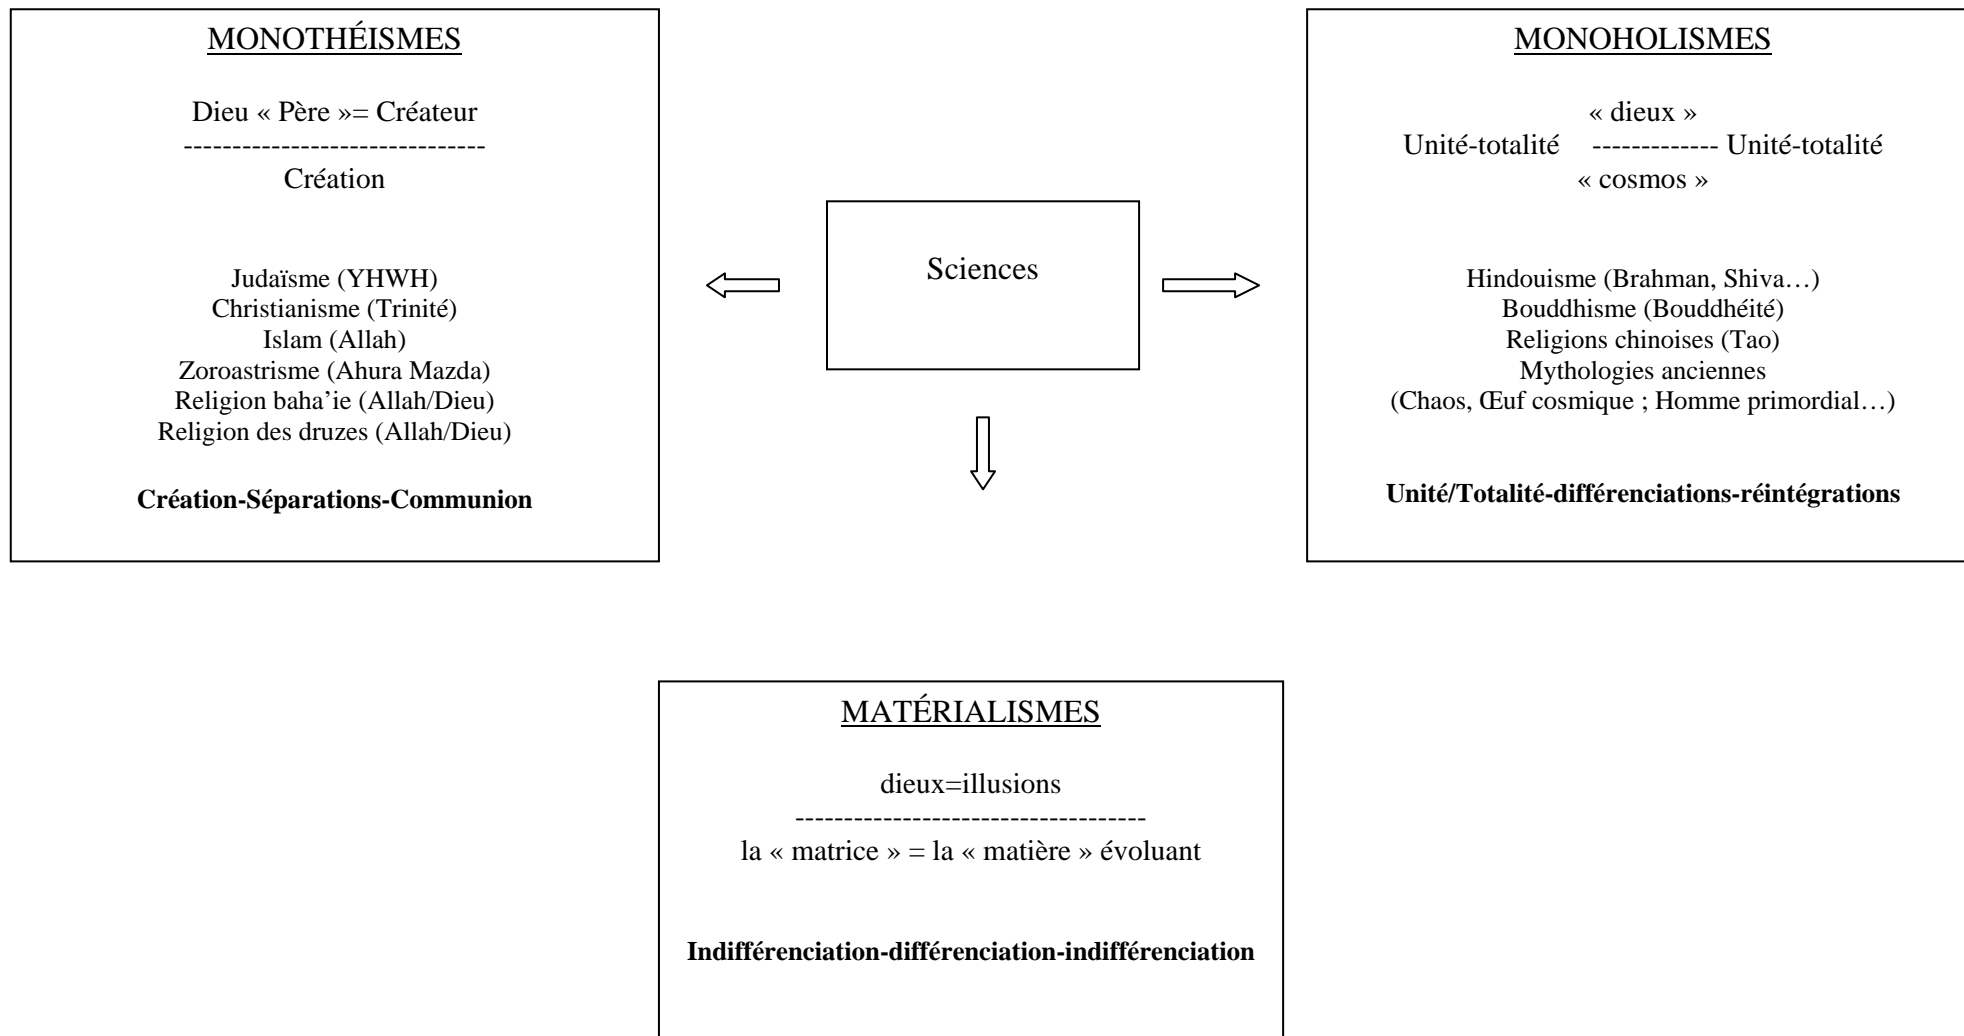 MONOTHÉISMES
Dieu « Père »= Créateur
-------------------------------
Création
Judaïsme (YHWH)
Christianisme (Trinité)
Islam (Allah)
Zoroastrisme (Ahura Mazda)
Religion baha’ie (Allah/Dieu)
Religion des druzes (Allah/Dieu)
Création-Séparations-Communion
Sciences
MONOHOLISMES
« dieux »
Unité-totalité ------------- Unité-totalité
« cosmos »
Hindouisme (Brahman, Shiva…)
Bouddhisme (Bouddhéité)
Religions chinoises (Tao)
Mythologies anciennes
(Chaos, Œuf cosmique ; Homme primordial…)
Unité/Totalité-différenciations-réintégrations
MATÉRIALISMES
dieux=illusions
------------------------------------
la « matrice » = la « matière » évoluant
Indifférenciation-différenciation-indifférenciation